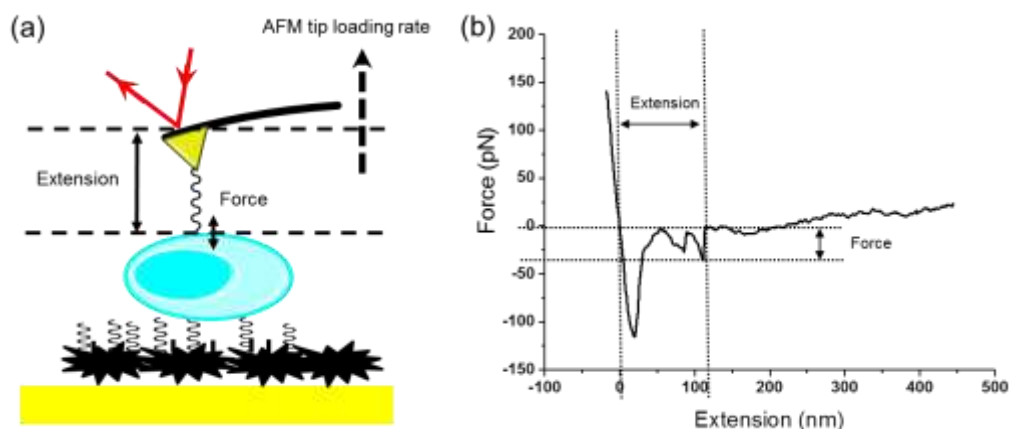 (a)
AFM tip loading rate
Extension
Force
(b)
200
150
100
50
-0
-50
-100
-150
Force (pN)
Extension
Force
-100
0
100
200
300
400
500
Extension (nm)